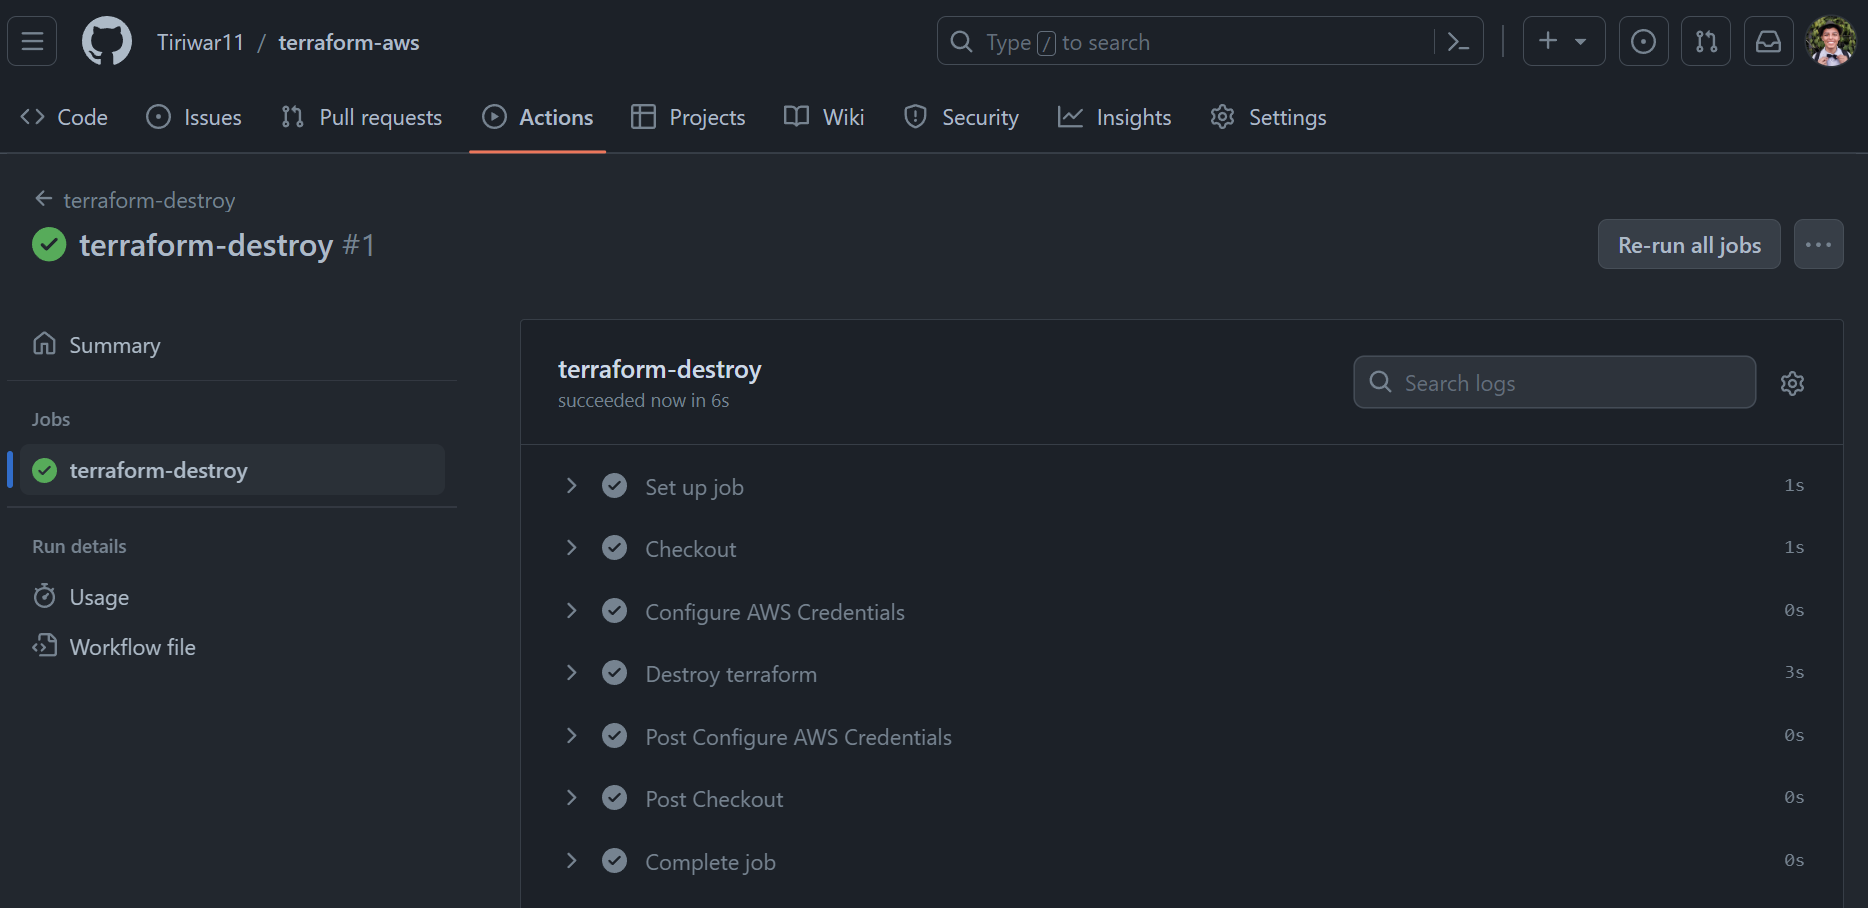 Tiriwar11 / terraform-aws
Type / to search
Code Issues Pull requests Actions Projects Wiki Security Insights Settings
terraform-destroy
terraform-destroy #1
Re-run all jobs
Summary
Jobs
terraform-destroy
Run details
Usage
Workflow file
terraform-destroy
succeeded now in 6s
Search logs
Set up job 1s
Checkout 1s
Configure AWS Credentials 0s
Destroy terraform 3s
Post Configure AWS Credentials 0s
Post Checkout 0s
Complete job 0s